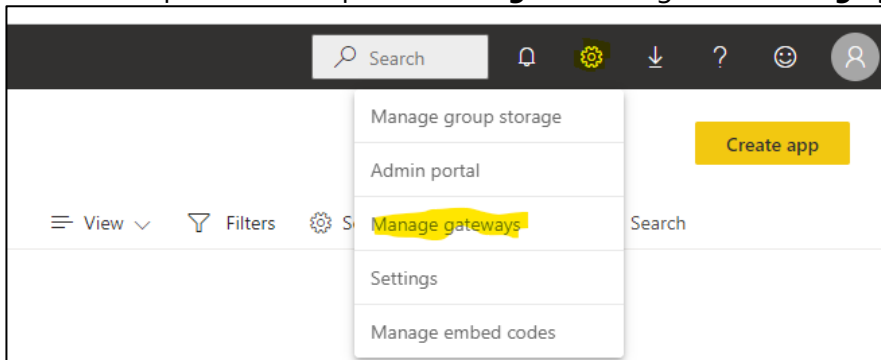 Search
Manage group storage
Create app
Admin portal
View Filters S Manage gateways Search
Settings
Manage embed codes